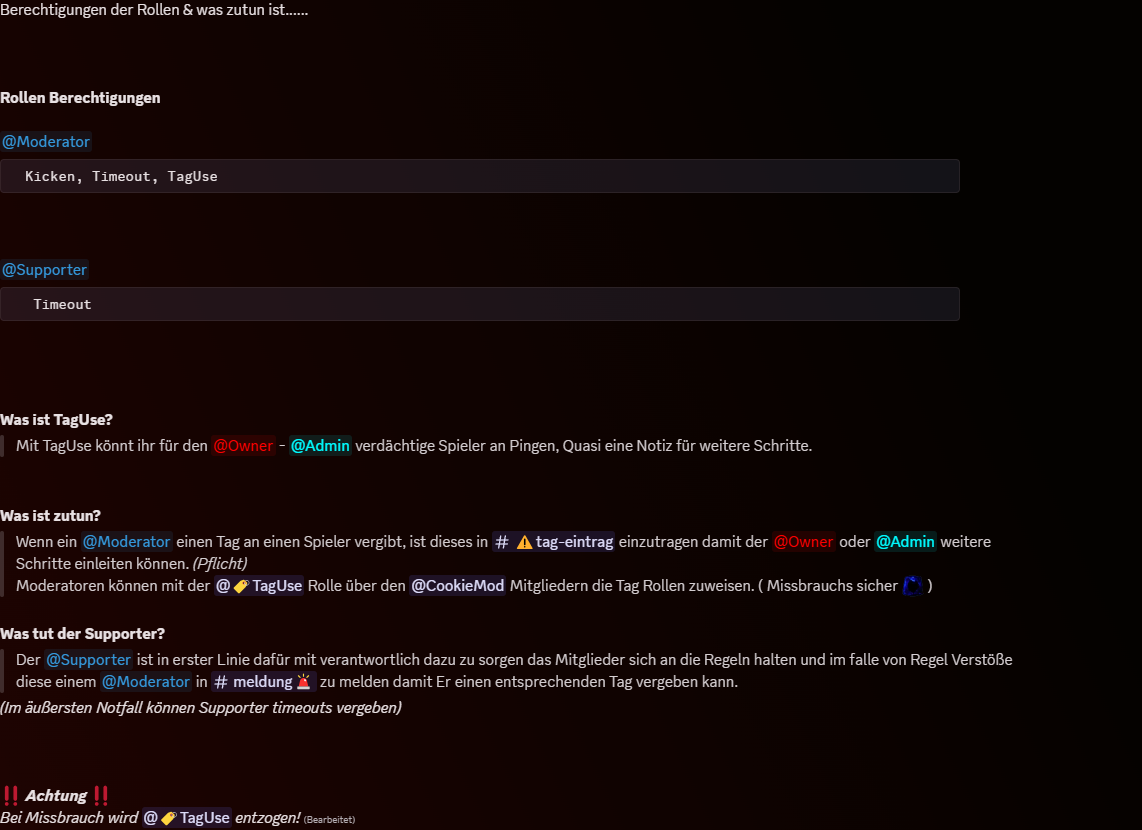 Berechtigungen der Rollen & was zutun ist......
Rollen Berechtigungen
@Moderator
Kicken, Timeout, TagUse
@Supporter
Timeout
Was ist TagUse?
Mit TagUse könnt ihr für den @Owner - @Admin verdächtige Spieler an Pingen, Quasi eine Notiz für weitere Schritte.
Was ist zutun?
Wenn ein @Moderator einen Tag an einen Spieler vergibt, ist dieses in # ⚠️tag-eintrag einzutragen damit der @Owner oder @Admin weitere
Schritte einleiten können. (Pflicht)
Moderatoren können mit der @🏷️TagUse Rolle über den @CookieMod Mitgliedern die Tag Rollen zuweisen. ( Missbrauchs sicher )
Was tut der Supporter?
Der @Supporter ist in erster Linie dafür mit verantwortlich dazu zu sorgen das Mitglieder sich an die Regeln halten und im falle von Regel Verstöße
diese einem @Moderator in # meldung🚨 zu melden damit Er einen entsprechenden Tag vergeben kann.
(Im äußersten Notfall können Supporter timeouts vergeben)
‼️ Achtung ‼️
Bei Missbrauch wird @🏷️TagUse entzogen! (Bearbeitet)